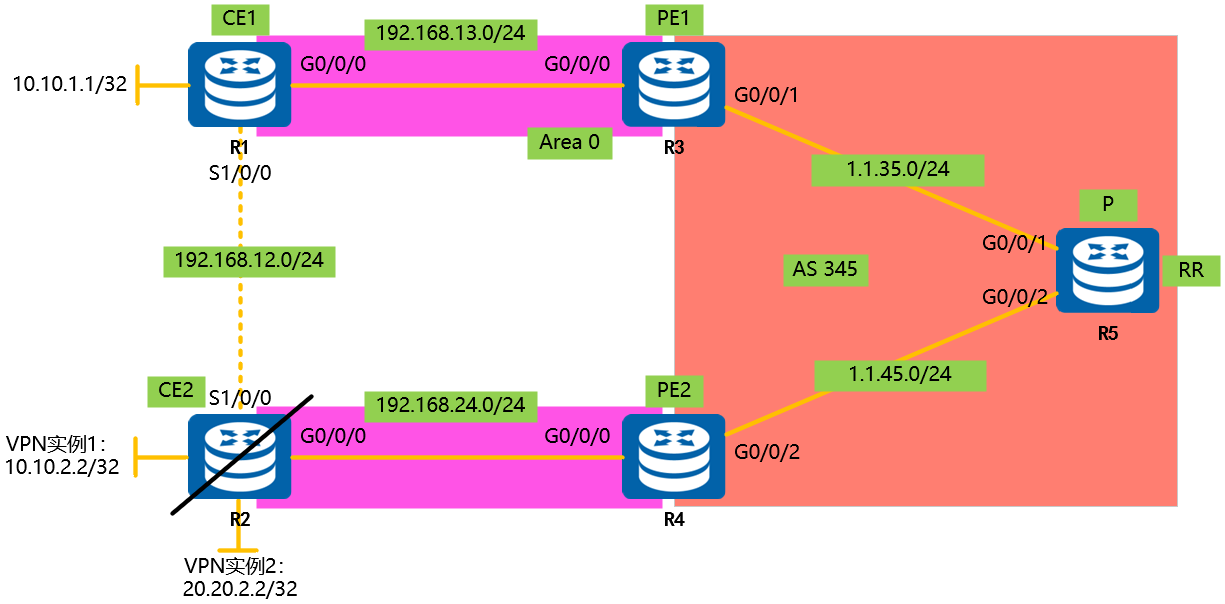 CE1
192.168.13.0/24
PE1
G0/0/0
G0/0/0
10.10.1.1/32
G0/0/1
R1
Area 0
R3
S1/0/0
1.1.35.0/24
P
G0/0/1
192.168.12.0/24
AS 345
RR
G0/0/2
R5
1.1.45.0/24
CE2
S1/0/0
192.168.24.0/24
PE2
G0/0/0
G0/0/0
VPN实例1:
10.10.2.2/32
G0/0/2
R2
R4
VPN实例2:
20.20.2.2/32